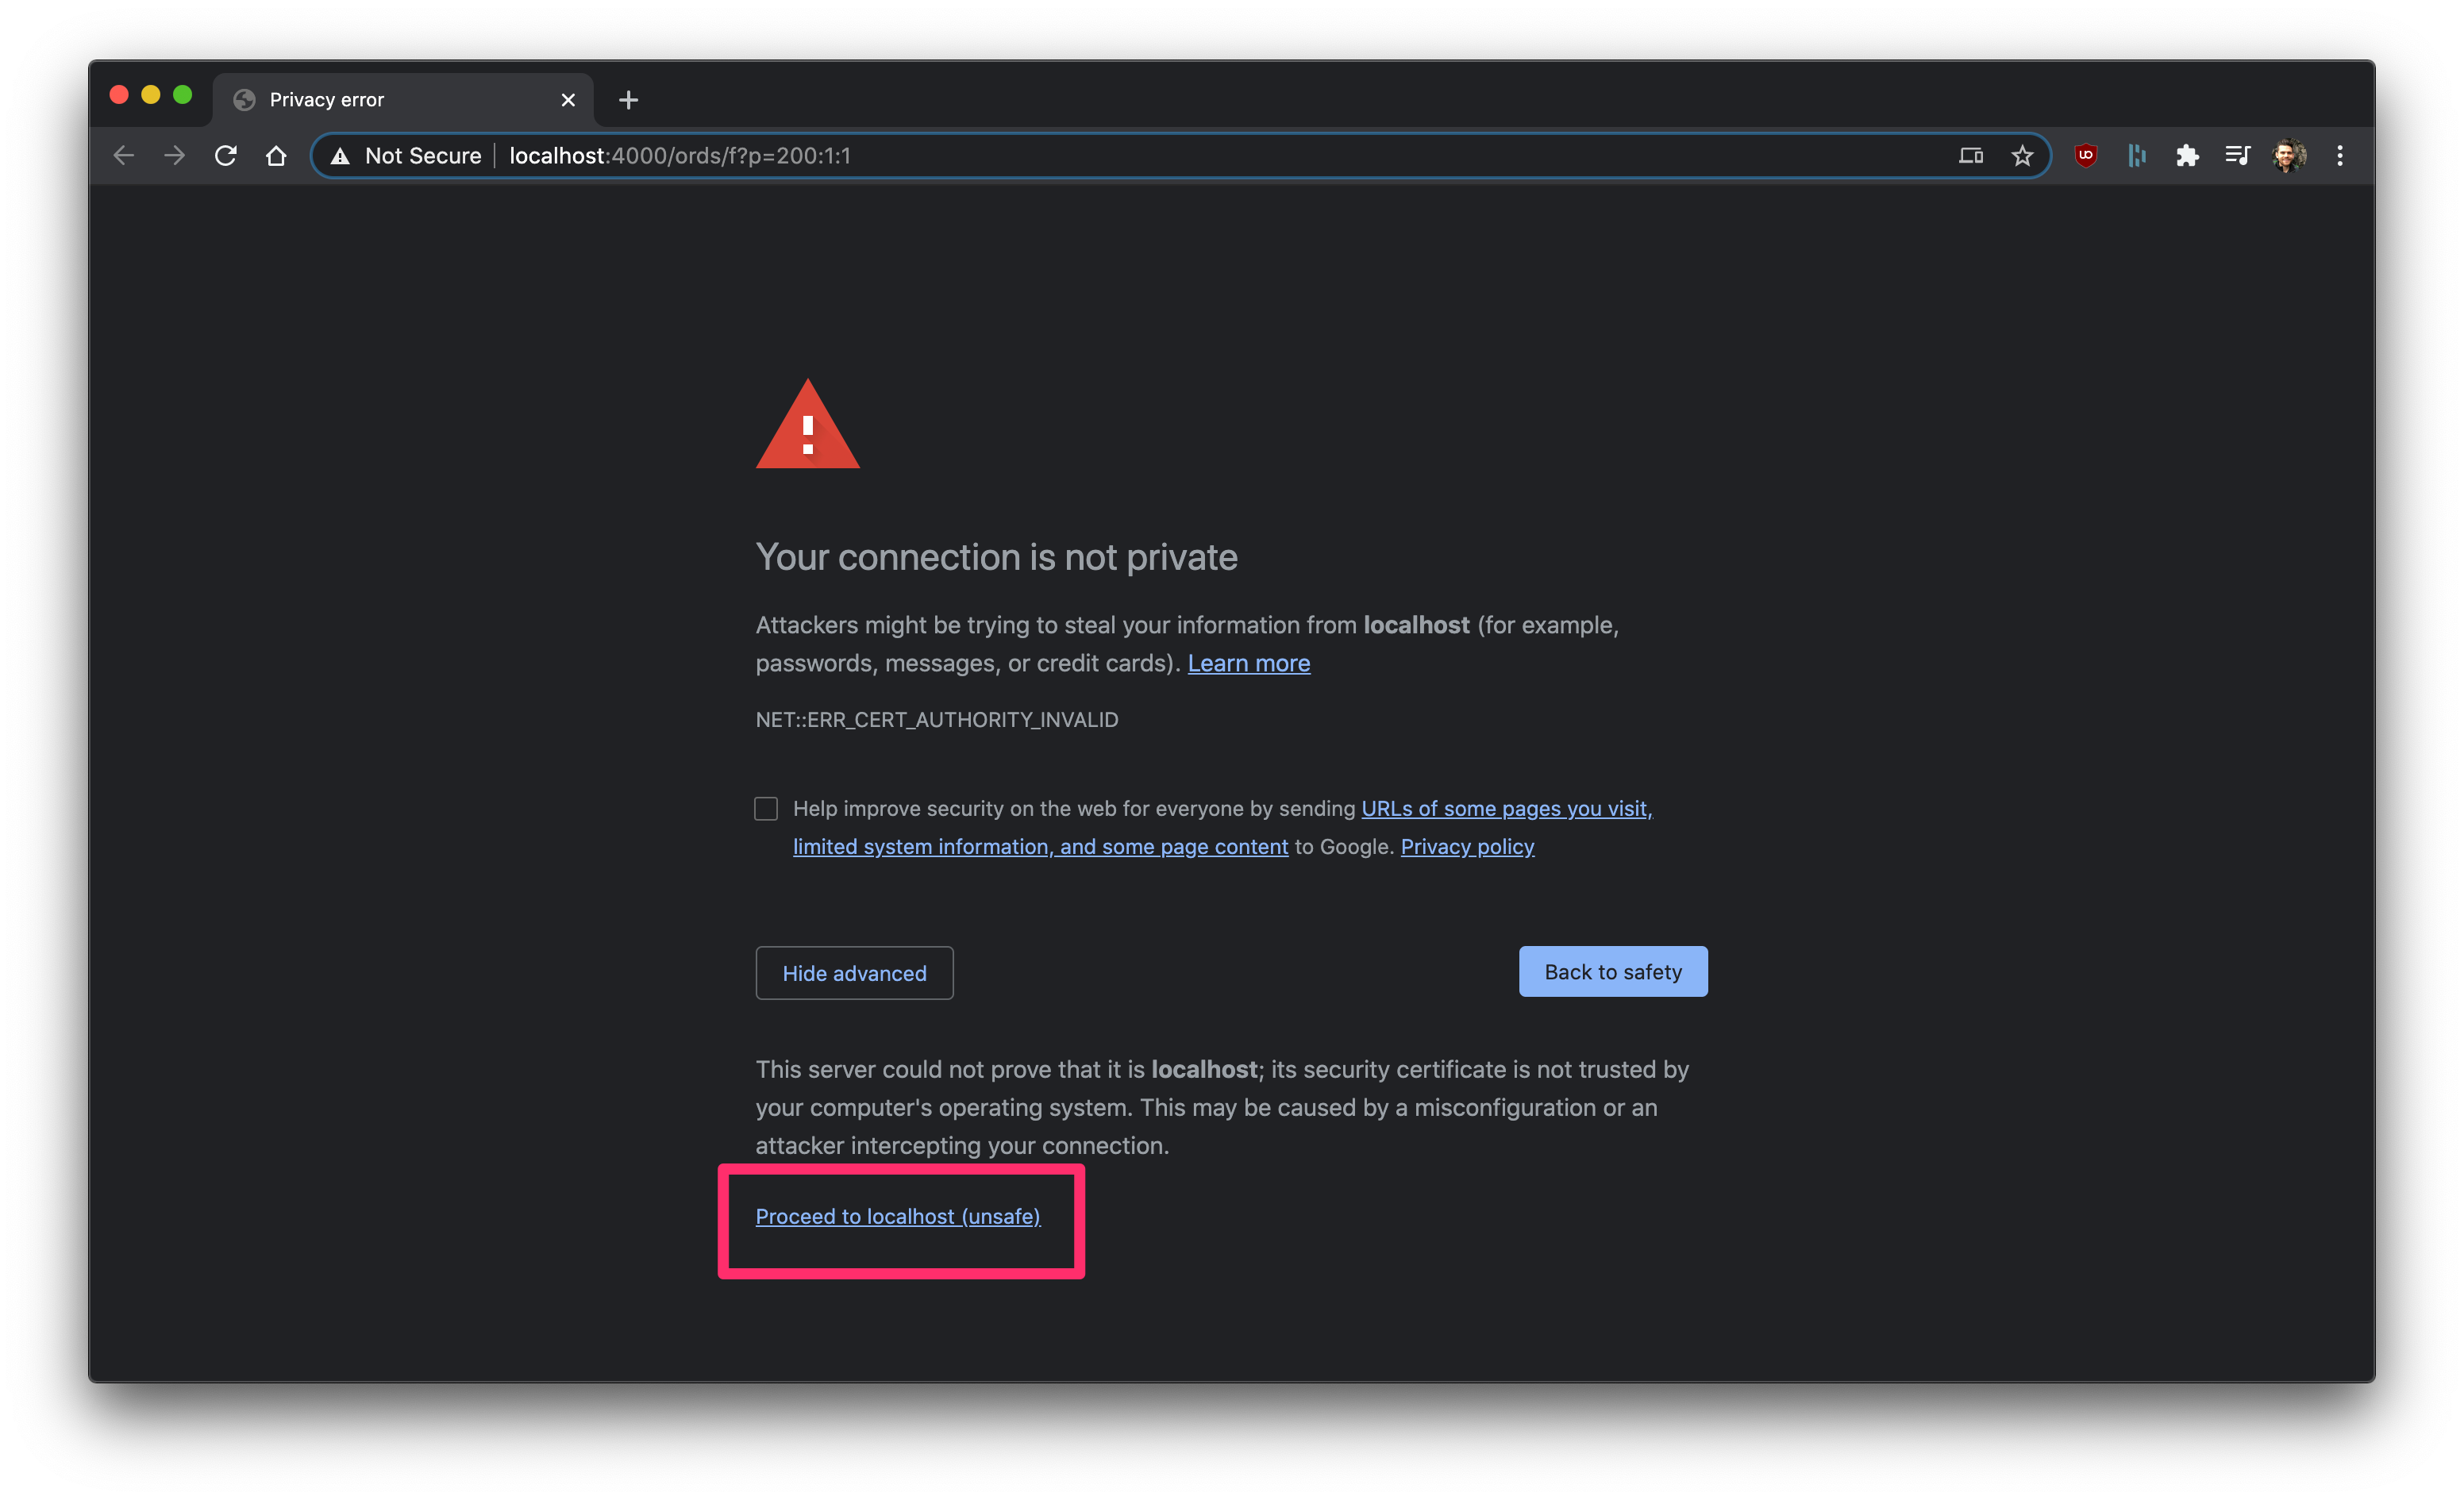 Privacy error
Not Secure localhost:4000/ords/f?p=200:1:1
Your connection is not private
Attackers might be trying to steal your information from localhost (for example,
passwords, messages, or credit cards). Learn more
NET::ERR_CERT_AUTHORITY_INVALID
Help improve security on the web for everyone by sending URLs of some pages you visit,
limited system information, and some page content to Google. Privacy policy
Hide advanced
Back to safety
This server could not prove that it is localhost; its security certificate is not trusted by
your computer's operating system. This may be caused by a misconfiguration or an
attacker intercepting your connection.
Proceed to localhost (unsafe)